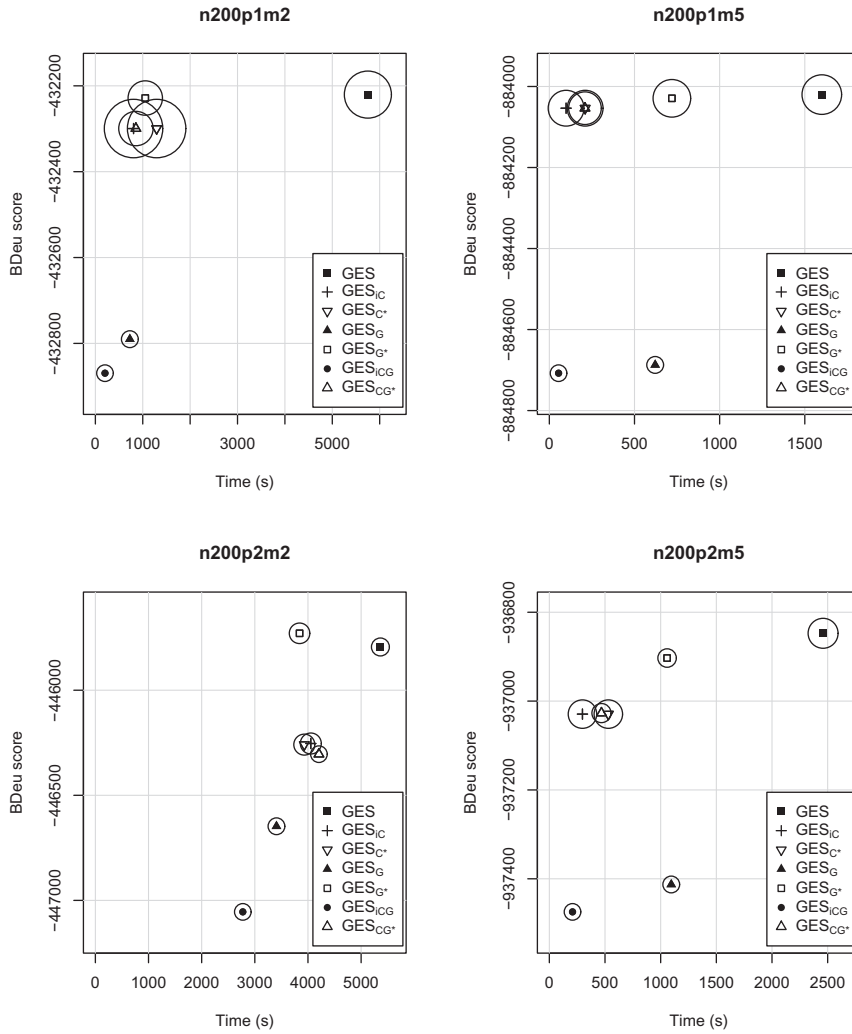 n200p1m2
BDeu score
-432200
-432400
-432600
-432800
GES
GES_iC
GES_C*
GES_G
GES_G*
GES_iCG
GES_CG*
0 1000 3000 5000
Time (s)
n200p1m5
BDeu score
-884000
-884200
-884400
-884600
-884800
GES
GES_iC
GES_C*
GES_G
GES_G*
GES_iCG
GES_CG*
0 500 1000 1500
Time (s)
n200p2m2
BDeu score
-446000
-446500
-447000
GES
GES_iC
GES_C*
GES_G
GES_G*
GES_iCG
GES_CG*
0 1000 2000 3000 4000 5000
Time (s)
n200p2m5
BDeu score
-936800
-937000
-937200
-937400
GES
GES_iC
GES_C*
GES_G
GES_G*
GES_iCG
GES_CG*
0 500 1000 1500 2000 2500
Time (s)